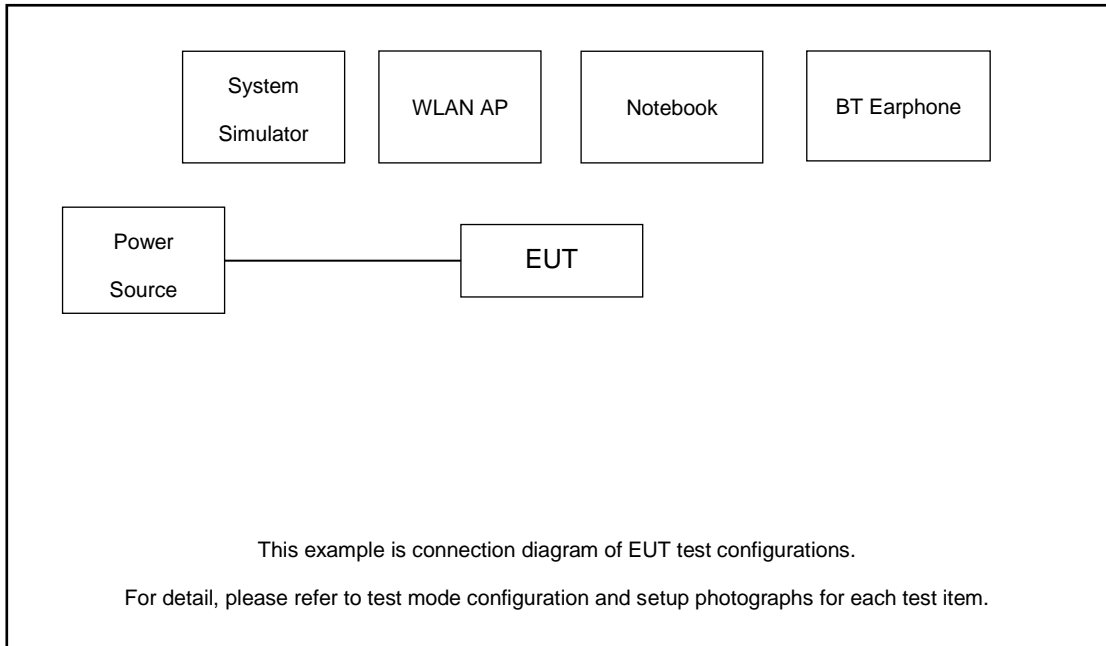 System
Simulator
WLAN AP
Notebook
BT Earphone
Power
Source
EUT
This example is connection diagram of EUT test configurations.
For detail, please refer to test mode configuration and setup photographs for each test item.